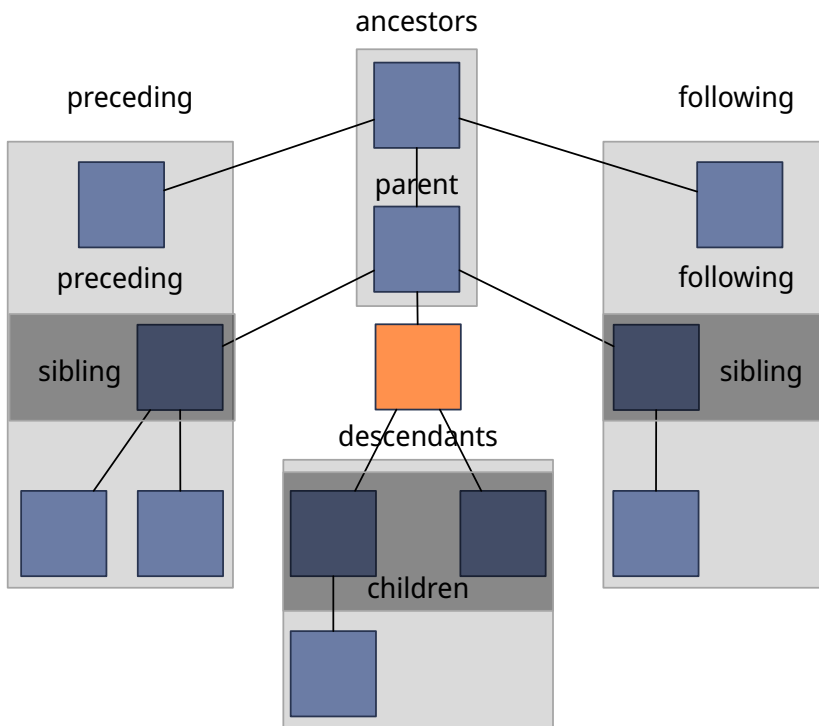 ancestors
preceding
following
parent
preceding
following
sibling
sibling
descendants
children